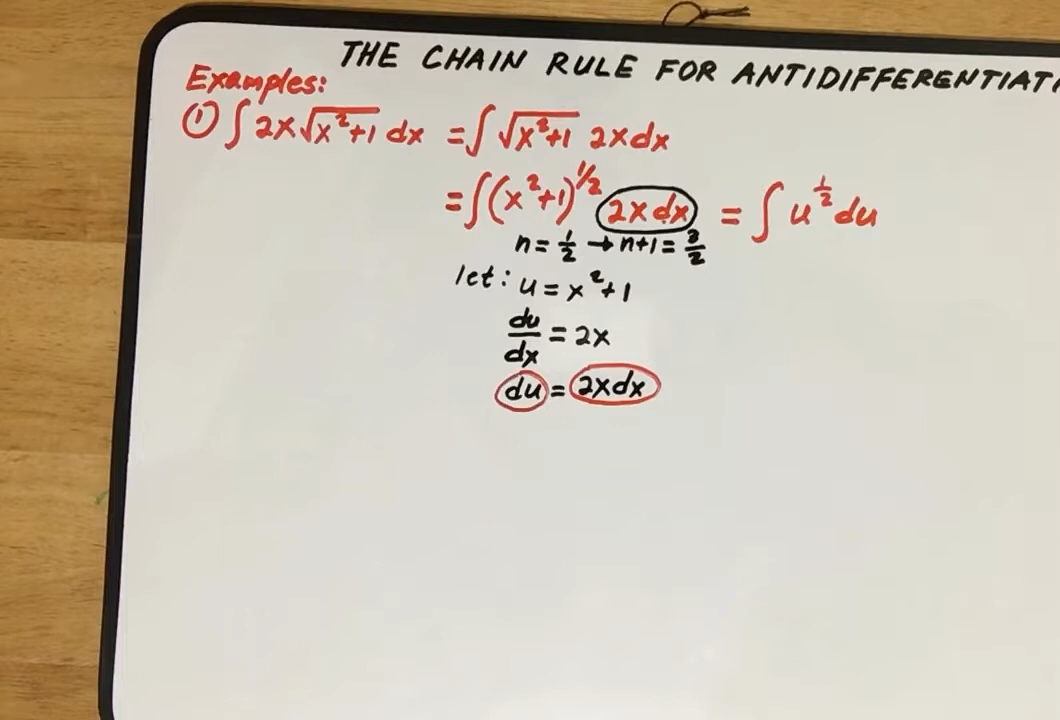 THE CHAIN RULE FOR ANTIDIFFERENTIAT
Examples:
① ∫ 2x√(x²+1) dx = ∫ √(x²+1) 2xdx
= ∫(x²+1)^1/2 2xdx = ∫ u^1/2 du
n = 1/2 → n+1 = 3/2
let: u = x²+1
du/dx = 2x
du = 2xdx